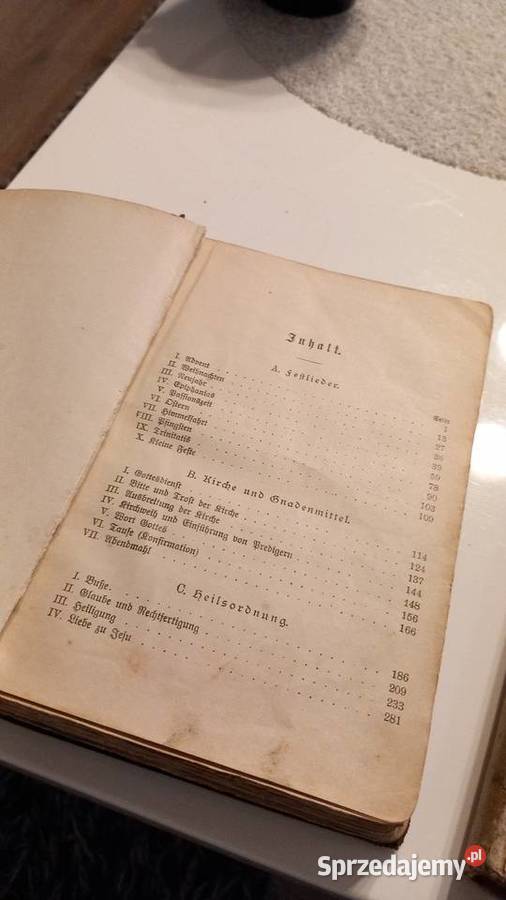 Inhalt.
A. Festlieder.
Seite
I. Advent 1
II. Weihnachten 13
III. Neujahr 27
IV. Epiphanias 36
V. Passionszeit 39
VI. Ostern 59
VII. Himmelfahrt 78
VIII. Pfingsten 90
IX. Trinitatis 103
X. Kleine Feste 109
B. Kirche und Gnadenmittel.
I. Gottesdienst 114
II. Bitte und Trost der Kirche 124
III. Ausbreitung der Kirche 137
IV. Kirchweih und Einführung von Predigern 144
V. Wort Gottes 148
VI. Taufe (Konfirmation) 156
VII. Abendmahl 166
C. Heilsordnung.
I. Buße 186
II. Glaube und Rechtfertigung 209
III. Heiligung 233
IV. Liebe zu Jesu 281
Sprzedajemy.pl